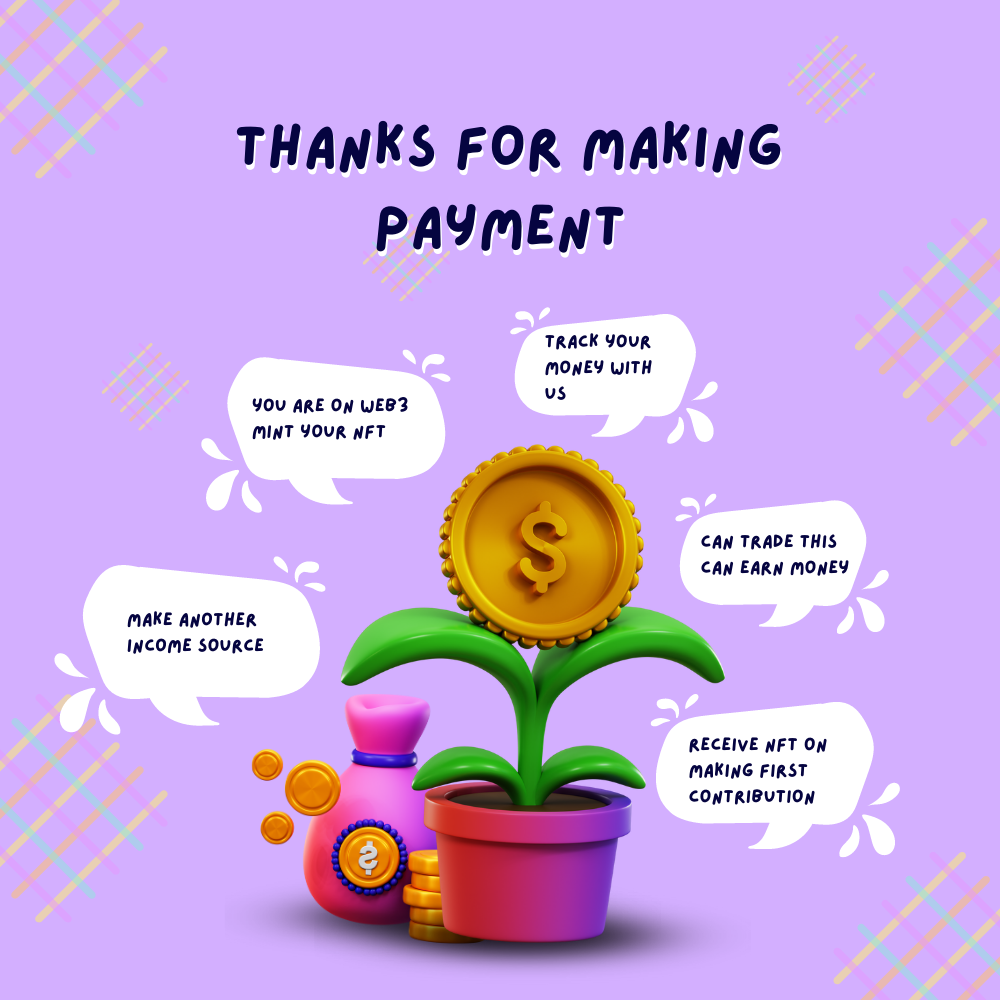 THANKS FOR MAKING
PAYMENT
TRACK YOUR
MONEY WITH
US
YOU ARE ON WEB3
MINT YOUR NFT
CAN TRADE THIS
CAN EARN MONEY
MAKE ANOTHER
INCOME SOURCE
RECEIVE NFT ON
MAKING FIRST
CONTRIBUTION
$
$